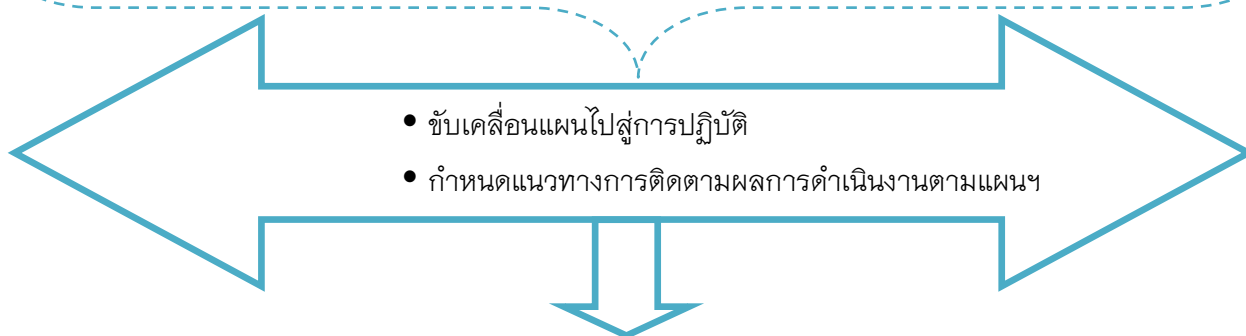 • ขับเคลื่อนแผนไปสู่การปฏิบัติ
• กำหนดแนวทางการติดตามผลการดำเนินงานตามแผนฯ